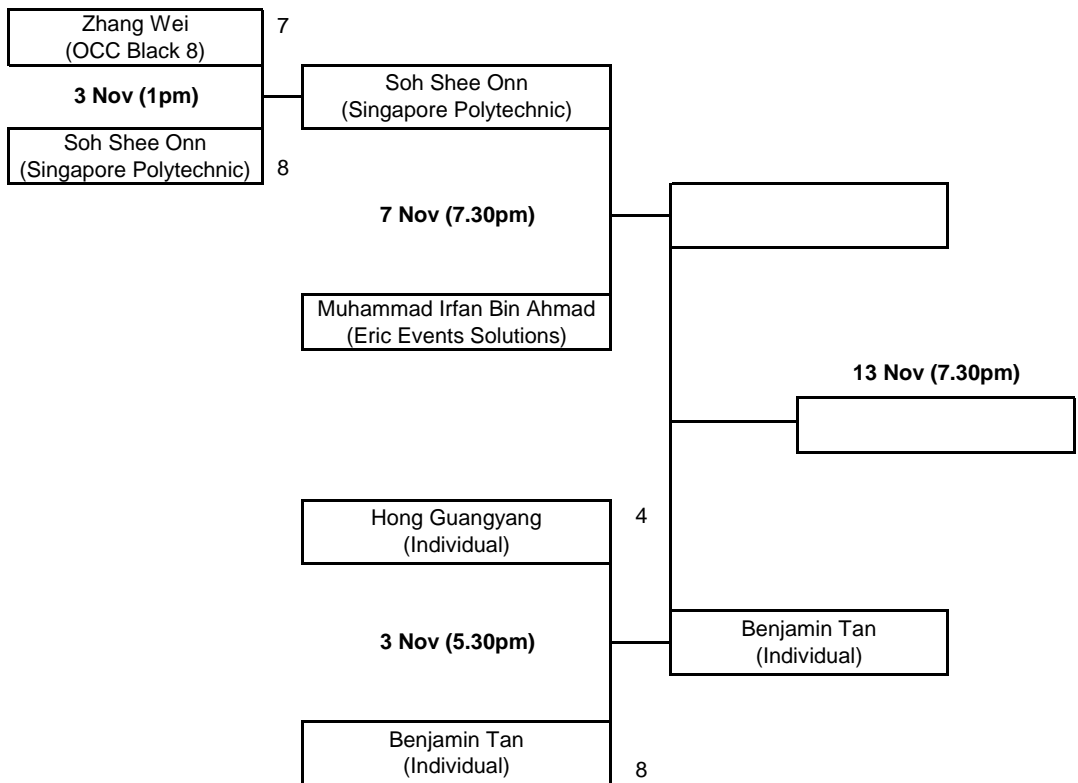 Zhang Wei
(OCC Black 8)
7
3 Nov (1pm)
Soh Shee Onn
(Singapore Polytechnic)
8
Soh Shee Onn
(Singapore Polytechnic)
7 Nov (7.30pm)
Muhammad Irfan Bin Ahmad
(Eric Events Solutions)
13 Nov (7.30pm)
Hong Guangyang
(Individual)
4
3 Nov (5.30pm)
Benjamin Tan
(Individual)
Benjamin Tan
(Individual)
8